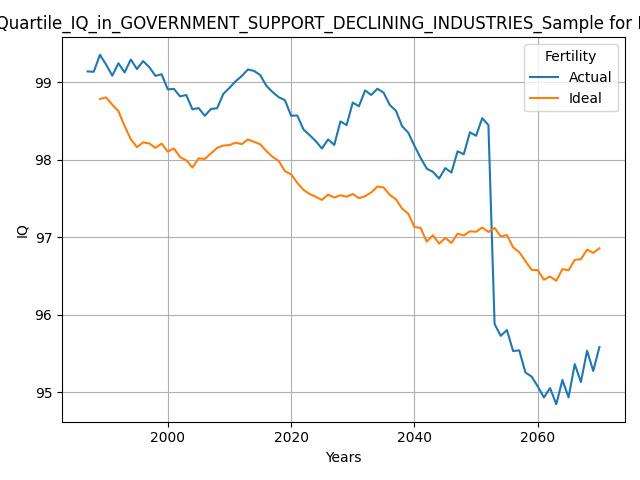 Quartile_IQ_in_GOVERNMENT_SUPPORT_DECLINING_INDUSTRIES_Sample for
Fertility
Actual
Ideal
99
98
97
96
95
IQ
2000 2020 2040 2060
Years